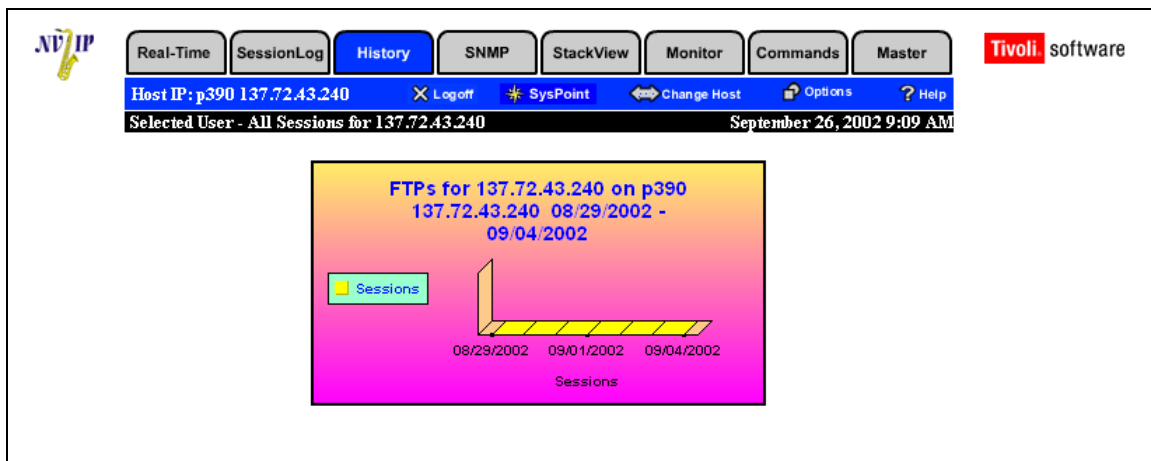 NV IP
Real-Time SessionLog History SNMP StackView Monitor Commands Master
Tivoli. software
Host IP: p390 137.72.43.240 Logoff SysPoint Change Host Options ? Help
Selected User - All Sessions for 137.72.43.240 September 26, 2002 9:09 AM
FTPs for 137.72.43.240 on p390
137.72.43.240 08/29/2002 -
09/04/2002
Sessions
08/29/2002 09/01/2002 09/04/2002
Sessions